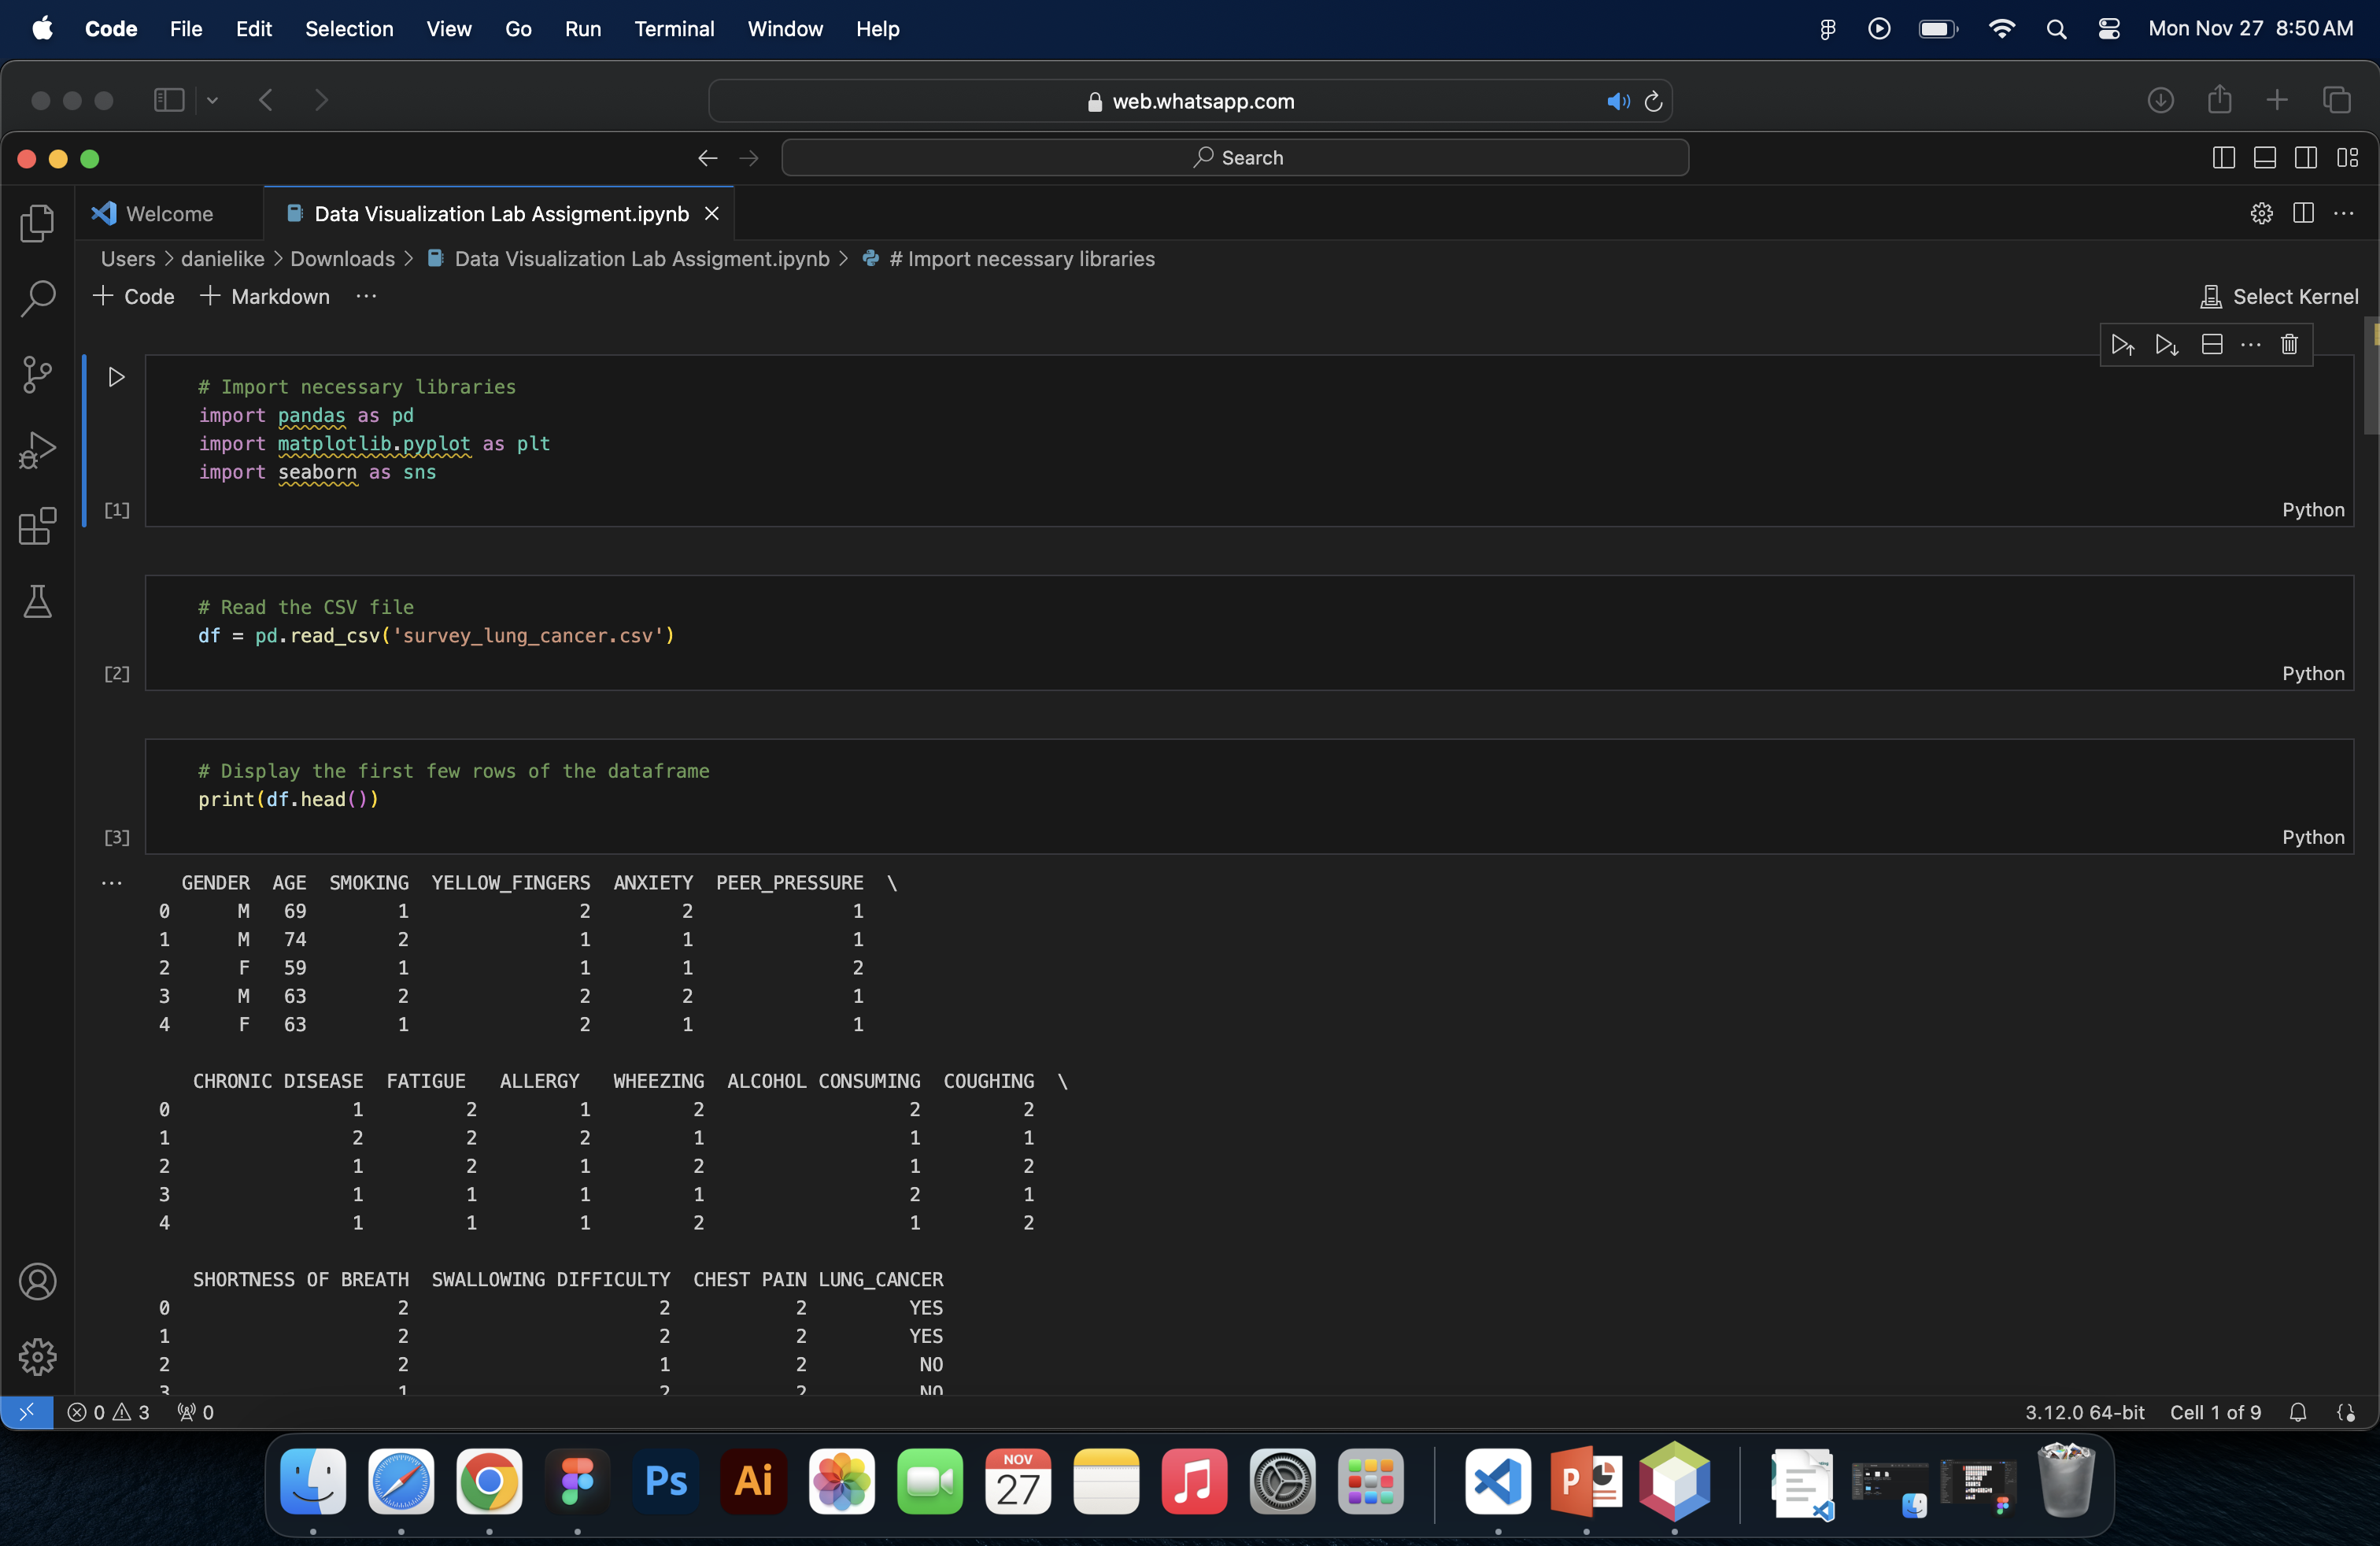 Code File Edit Selection View Go Run Terminal Window Help Mon Nov 27 8:50 AM
web.whatsapp.com
Search
Welcome Data Visualization Lab Assigment.ipynb
Users > danielike > Downloads > Data Visualization Lab Assigment.ipynb > # Import necessary libraries
+ Code + Markdown ... Select Kernel
# Import necessary libraries
import pandas as pd
import matplotlib.pyplot as plt
import seaborn as sns
[1] Python
# Read the CSV file
df = pd.read_csv('survey_lung_cancer.csv')
[2] Python
# Display the first few rows of the dataframe
print(df.head())
[3] Python
... GENDER AGE SMOKING YELLOW_FINGERS ANXIETY PEER_PRESSURE \
0 M 69 1 2 2 1
1 M 74 2 1 1 1
2 F 59 1 1 1 2
3 M 63 2 2 2 1
4 F 63 1 2 1 1
CHRONIC DISEASE FATIGUE ALLERGY WHEEZING ALCOHOL CONSUMING COUGHING \
0 1 2 1 2 2 2
1 2 2 2 1 1 1
2 1 2 1 2 1 2
3 1 1 1 1 2 1
4 1 1 1 2 1 2
SHORTNESS OF BREATH SWALLOWING DIFFICULTY CHEST PAIN LUNG_CANCER
0 2 2 2 YES
1 2 2 2 YES
2 2 1 2 NO
3 1 2 2 NO
0 3 0 3.12.0 64-bit Cell 1 of 9
Ps Ai NOV 27 P